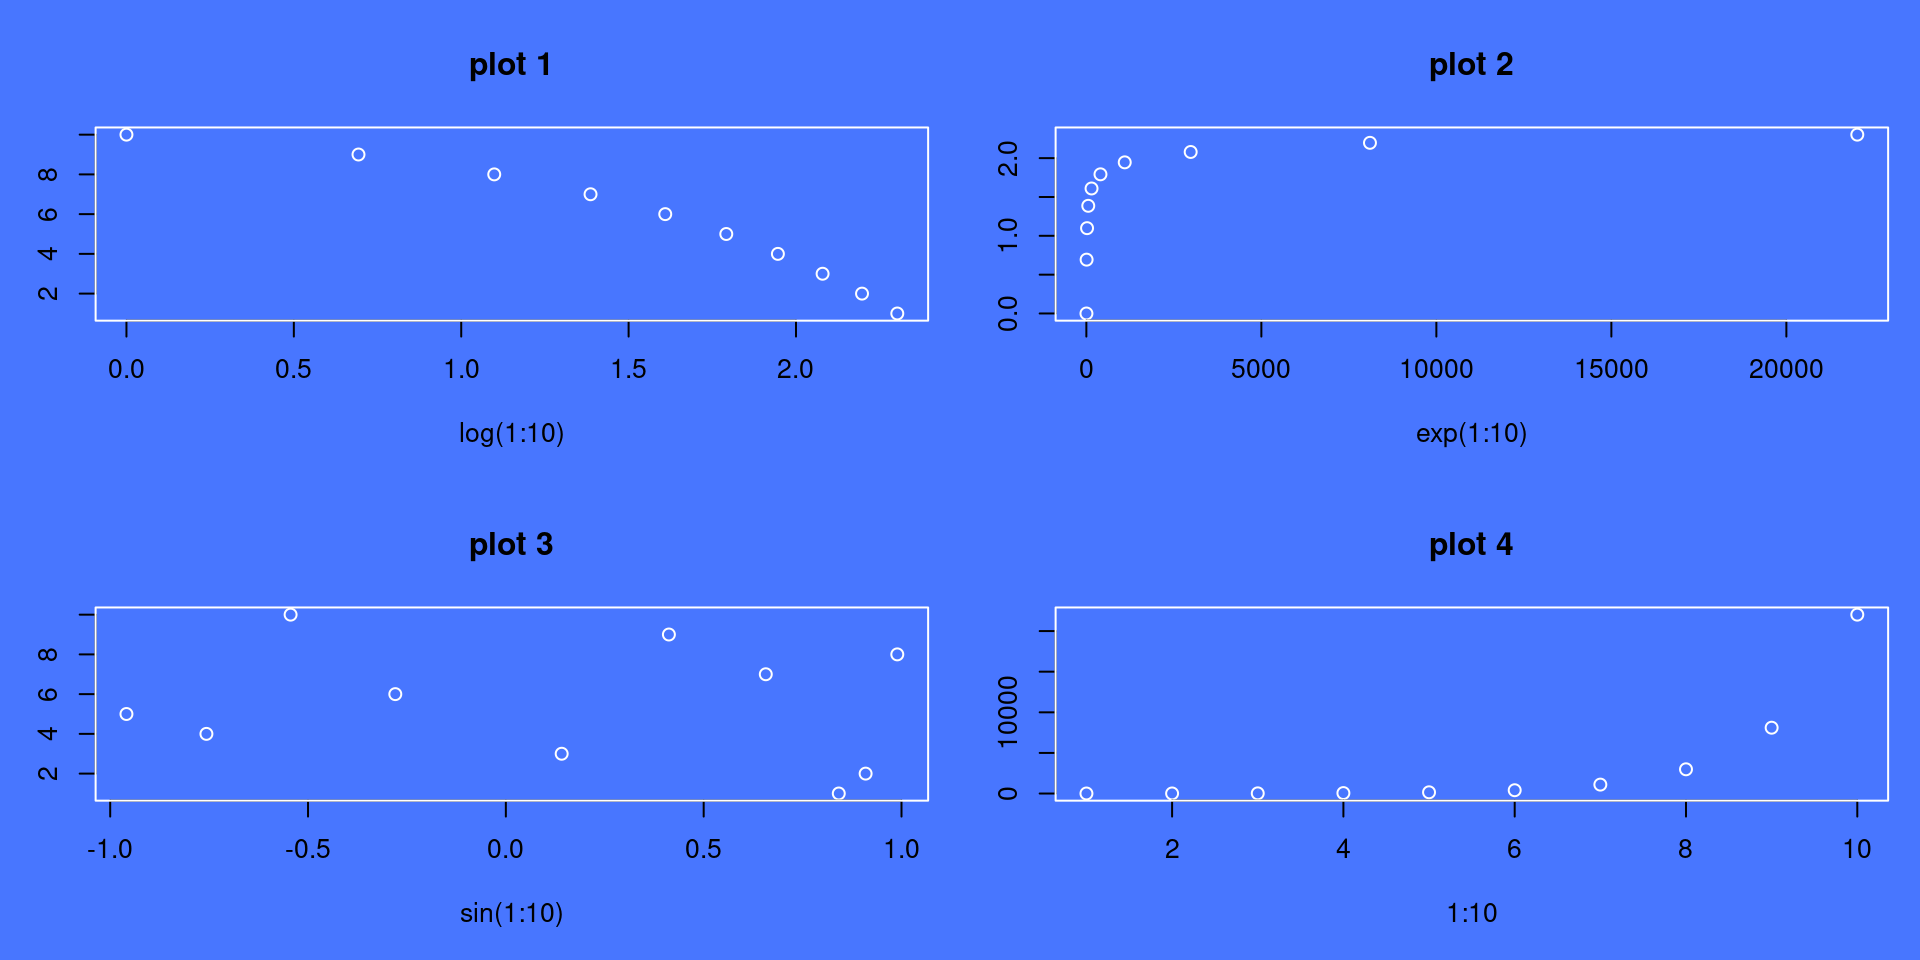 plot 1
8
6
4
2
0.0 0.5 1.0 1.5 2.0
log(1:10)
plot 2
2.0
1.0
0.0
0 5000 10000 15000 20000
exp(1:10)
plot 3
8
6
4
2
-1.0 -0.5 0.0 0.5 1.0
sin(1:10)
plot 4
10000
0
2 4 6 8 10
1:10